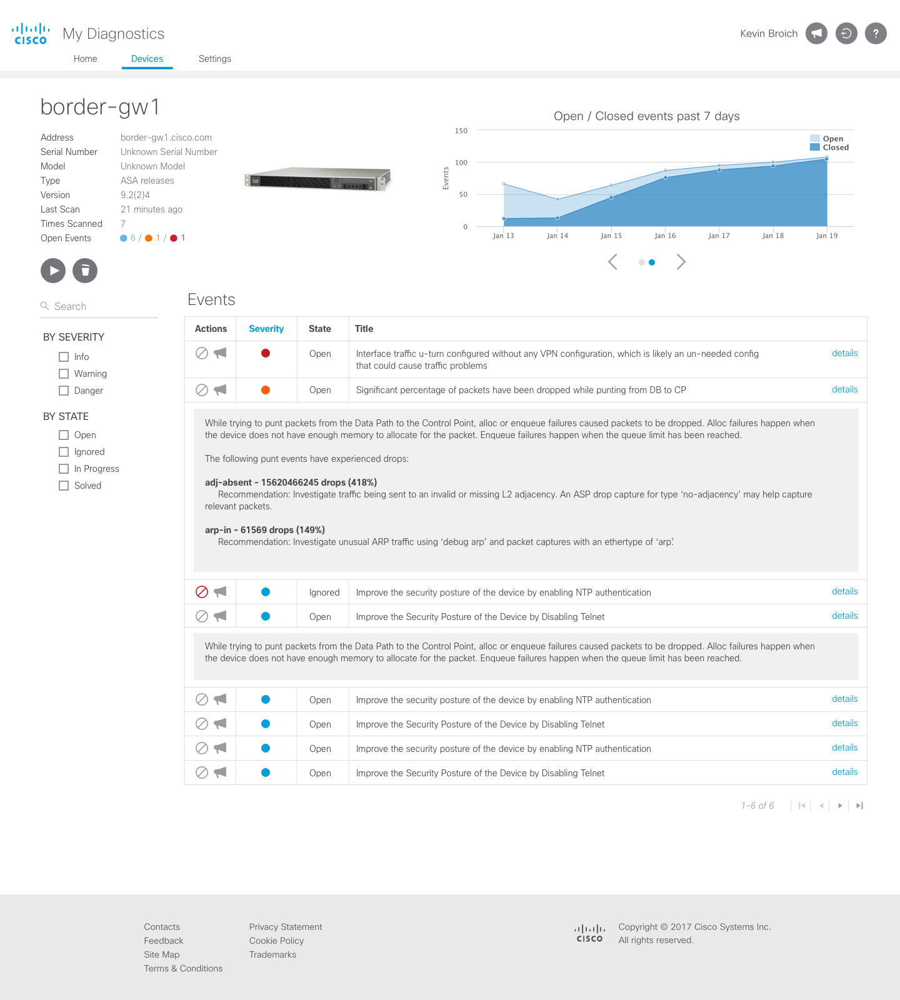 CISCO
My Diagnostics
Kevin Broich
?
Home
Devices
Settings
border-gw1
Address
border-gw1.cisco.com
Serial Number
Unknown Serial Number
Model
Unknown Model
Type
ASA releases
Version
9.2(2)4
Last Scan
21 minutes ago
Times Scanned
7
Open Events
6 / 1 / 1
Open / Closed events past 7 days
150
100
50
0
Events
Open
Closed
Jan 13
Jan 14
Jan 15
Jan 16
Jan 17
Jan 18
Jan 19
Search
BY SEVERITY
Info
Warning
Danger
BY STATE
Open
Ignored
In Progress
Solved
Events
Actions
Severity
State
Title
Open
Interface traffic u-turn configured without any VPN configuration, which is likely an un-needed config
that could cause traffic problems
details
Open
Significant percentage of packets have been dropped while punting from DB to CP
details
While trying to punt packets from the Data Path to the Control Point, alloc or enqueue failures caused packets to be dropped. Alloc failures happen when
the device does not have enough memory to allocate for the packet. Enqueue failures happen when the queue limit has been reached.
The following punt events have experienced drops:
adj-absent - 15620466245 drops (418%)
Recommendation: Investigate traffic being sent to an invalid or missing L2 adjacency. An ASP drop capture for type ‘no-adjacency’ may help capture
relevant packets.
arp-in - 61569 drops (149%)
Recommendation: Investigate unusual ARP traffic using ‘debug arp’ and packet captures with an ethertype of ‘arp’.
Ignored
Improve the security posture of the device by enabling NTP authentication
details
Open
Improve the Security Posture of the Device by Disabling Telnet
details
While trying to punt packets from the Data Path to the Control Point, alloc or enqueue failures caused packets to be dropped. Alloc failures happen when
the device does not have enough memory to allocate for the packet. Enqueue failures happen when the queue limit has been reached.
Open
Improve the security posture of the device by enabling NTP authentication
details
Open
Improve the Security Posture of the Device by Disabling Telnet
details
Open
Improve the security posture of the device by enabling NTP authentication
details
Open
Improve the Security Posture of the Device by Disabling Telnet
details
1-6 of 6
Contacts
Feedback
Site Map
Terms & Conditions
Privacy Statement
Cookie Policy
Trademarks
CISCO
Copyright © 2017 Cisco Systems Inc.
All rights reserved.